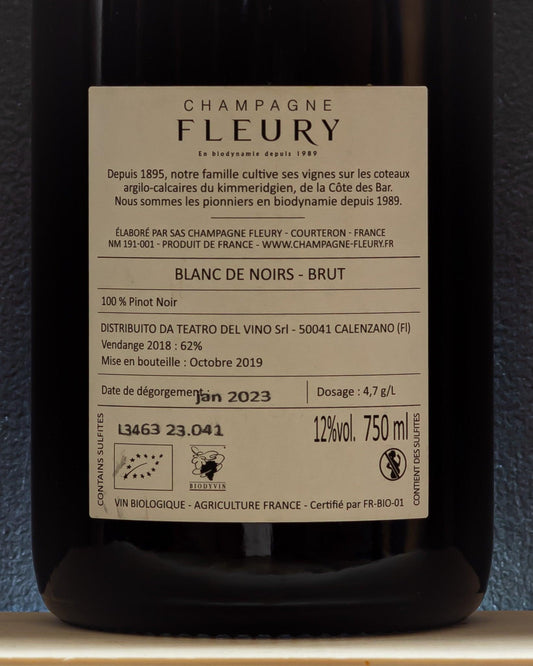 CHAMPAGNE
FLEURY
En biodynamie depuis 1989
Depuis 1895, notre famille cultive ses vignes sur les coteaux
argilo-calcaires du kimmeridgien, de la Côte des Bar.
Nous sommes les pionniers en biodynamie depuis 1989.
ÉLABORÉ PAR SAS CHAMPAGNE FLEURY - COURTERON - FRANCE
NM 191-001 - PRODUIT DE FRANCE - WWW.CHAMPAGNE-FLEURY.FR
BLANC DE NOIRS - BRUT
100 % Pinot Noir
DISTRIBUITO DA TEATRO DEL VINO Srl - 50041 CALENZANO (FI)
Vendange 2018 : 62%
Mise en bouteille : Octobre 2019
Date de dégorgement : Jan 2023
Dosage : 4,7 g/L
CONTAINS SULFITES
L3463 23.041
12%vol. 750 ml
CONTIENT DES SULFITES
BIODYVIN
VIN BIOLOGIQUE - AGRICULTURE FRANCE - Certifié par FR-BIO-01